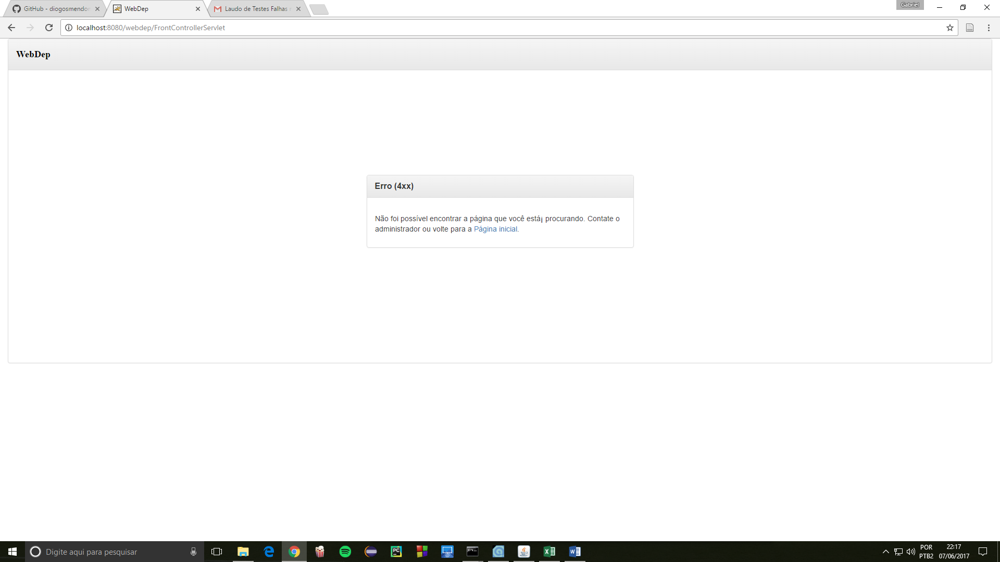 GitHub - diogosmendon
WebDep
Laudo de Testes Falhas
Gabriel
localhost:8080/webdep/FrontControllerServlet
WebDep
Erro (4xx)
Não foi possível encontrar a página que você está¡ procurando. Contate o
administrador ou volte para a Página inicial.
Digite aqui para pesquisar
POR
PTB2
22:17
07/06/2017